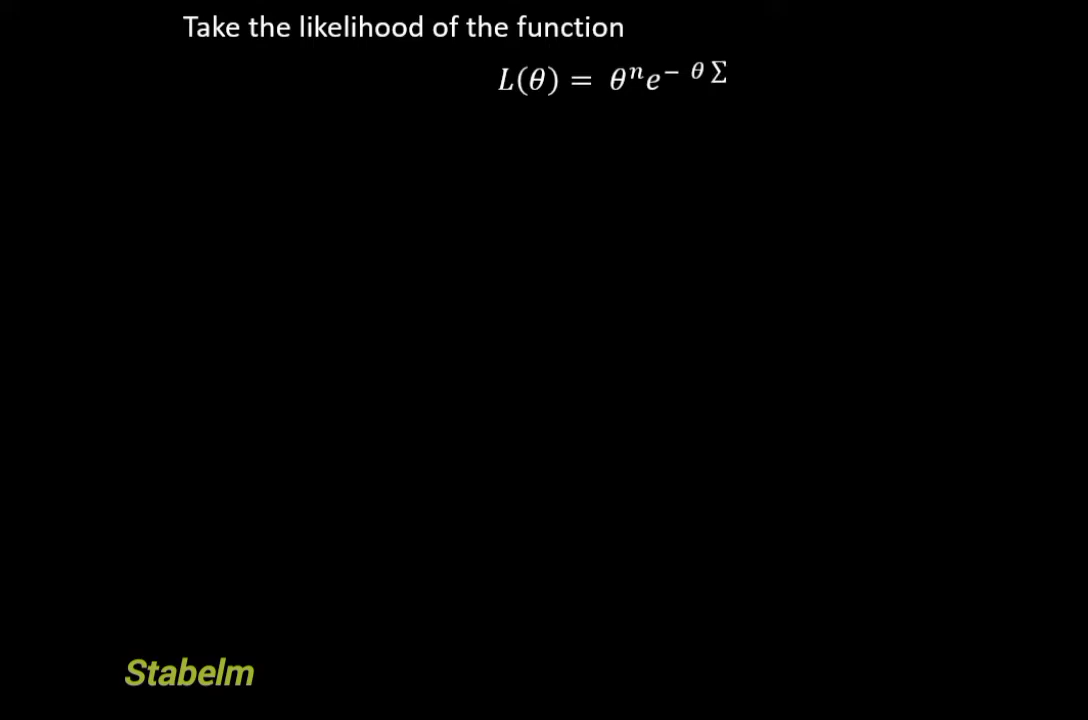 Take the likelihood of the function
L(θ) = θⁿe⁻ ᶿ ∑
Stabelm